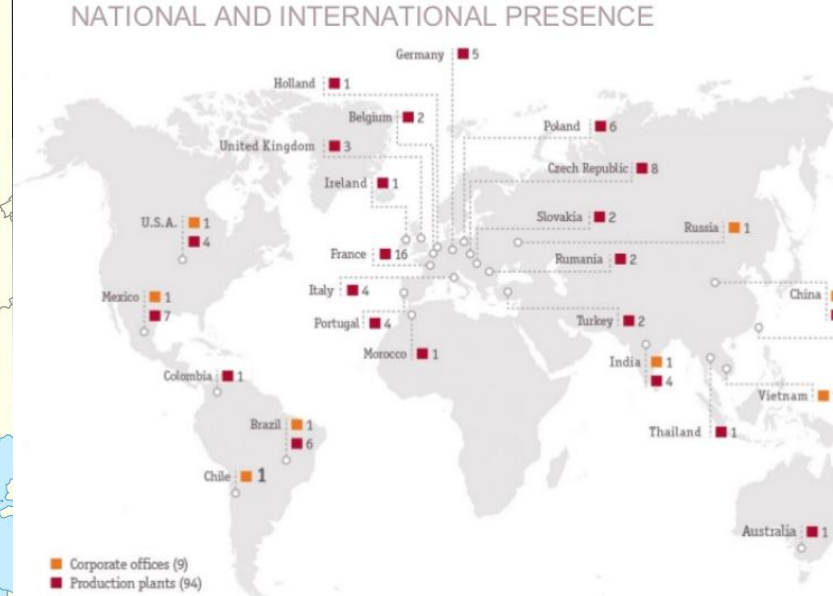 NATIONAL AND INTERNATIONAL PRESENCE
Germany 5
Holland 1
Belgium 2
Poland 6
United Kingdom 3
Czech Republic 8
Ireland 1
Slovakia 2
U.S.A. 1
4
Russia 1
France 16
Rumania 2
Italy 4
China
Mexico 1
7
Portugal 4
Turkey 2
Morocco 1
India 1
4
Colombia 1
Vietnam
Brazil 1
6
Thailand 1
Chile 1
Australia 1
Corporate offices (9)
Production plants (94)